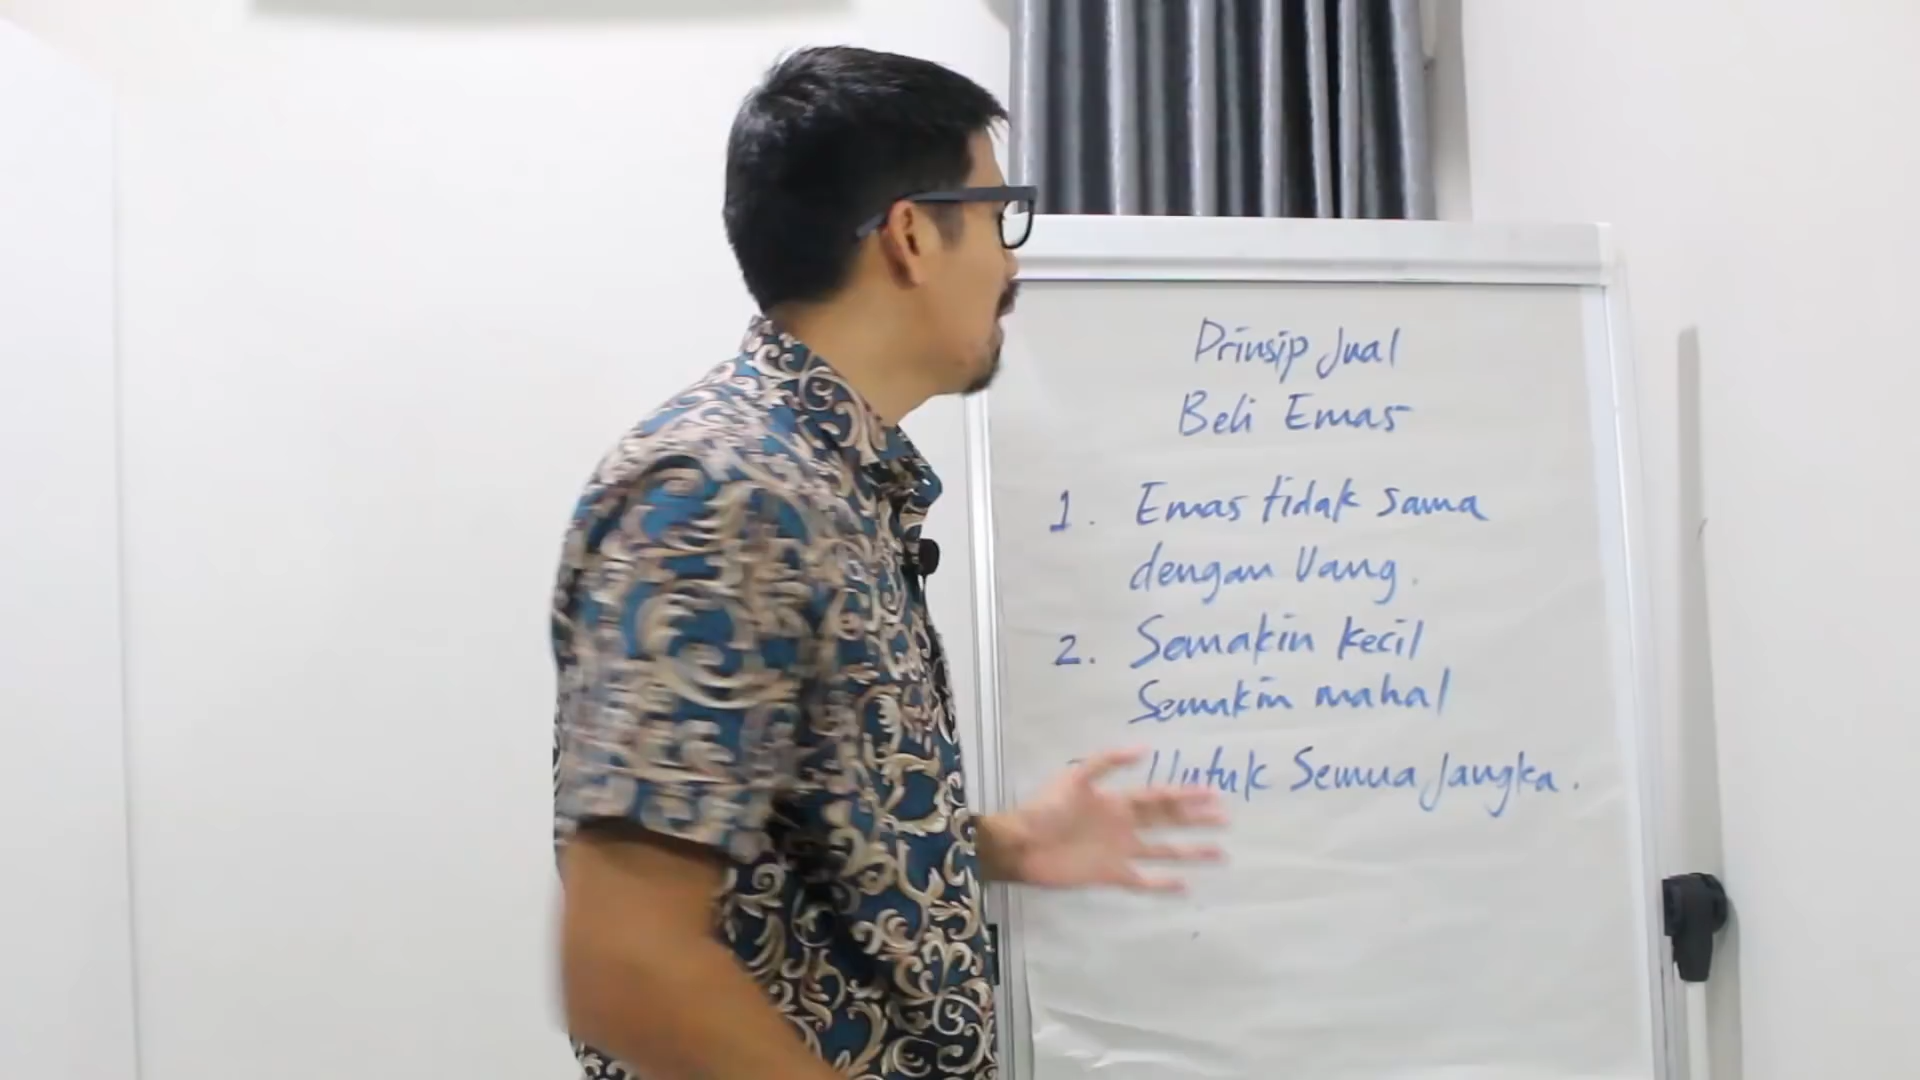 Prinsip Jual
Beli Emas
1. Emas tidak sama
dengan Uang.
2. Semakin kecil
Semakin mahal
Untuk Semua Jangka.